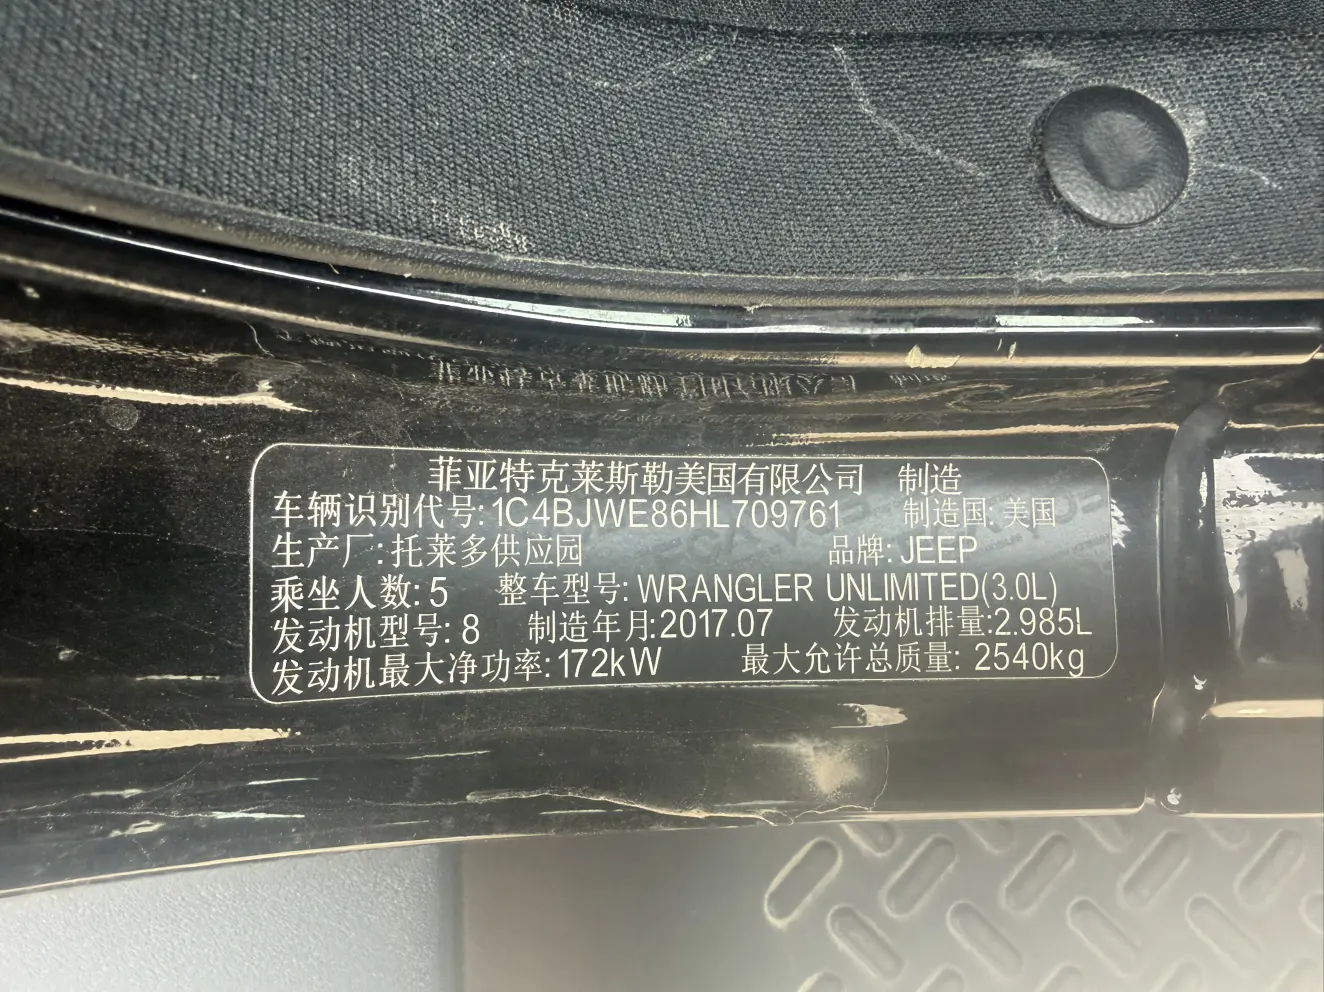 菲亚特克莱斯勒美国有限公司 制造
车辆识别代号:1C4BJWE86HL709761 制造国:美国
生产厂:托莱多供应园 品牌:JEEP
乘坐人数:5 整车型号:WRANGLER UNLIMITED(3.0L)
发动机型号:8 制造年月:2017.07 发动机排量:2.985L
发动机最大净功率:172kW 最大允许总质量:2540kg